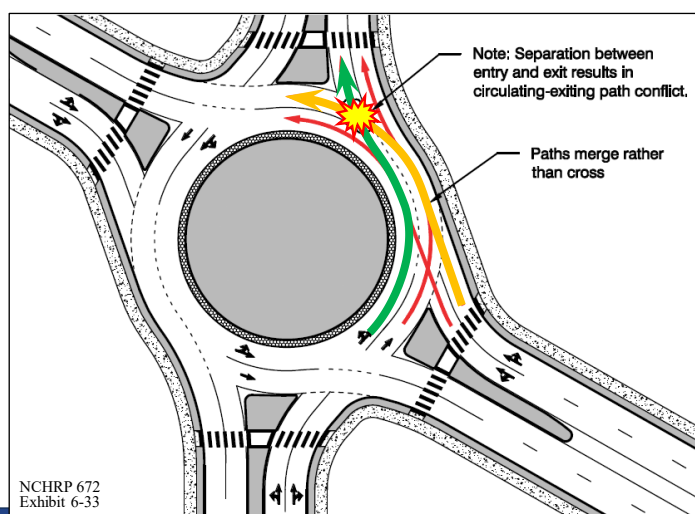 Note: Separation between
entry and exit results in
circulating-exiting path conflict.
Paths merge rather
than cross
NCHRP 672
Exhibit 6-33